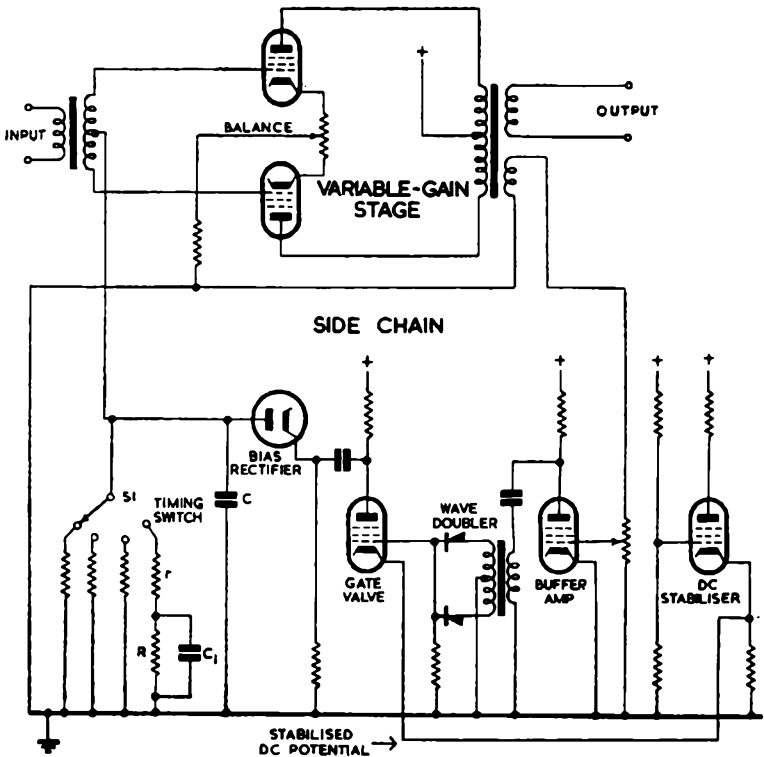 +
INPUT
OUTPUT
BALANCE
VARIABLE-GAIN
STAGE
SIDE CHAIN
+
+
+
+
BIAS
RECTIFIER
S1
TIMING
SWITCH
C
WAVE
DOUBLER
r
GATE
VALVE
BUFFER
AMP
DC
STABILISER
R
C1
STABILISED
DC POTENTIAL